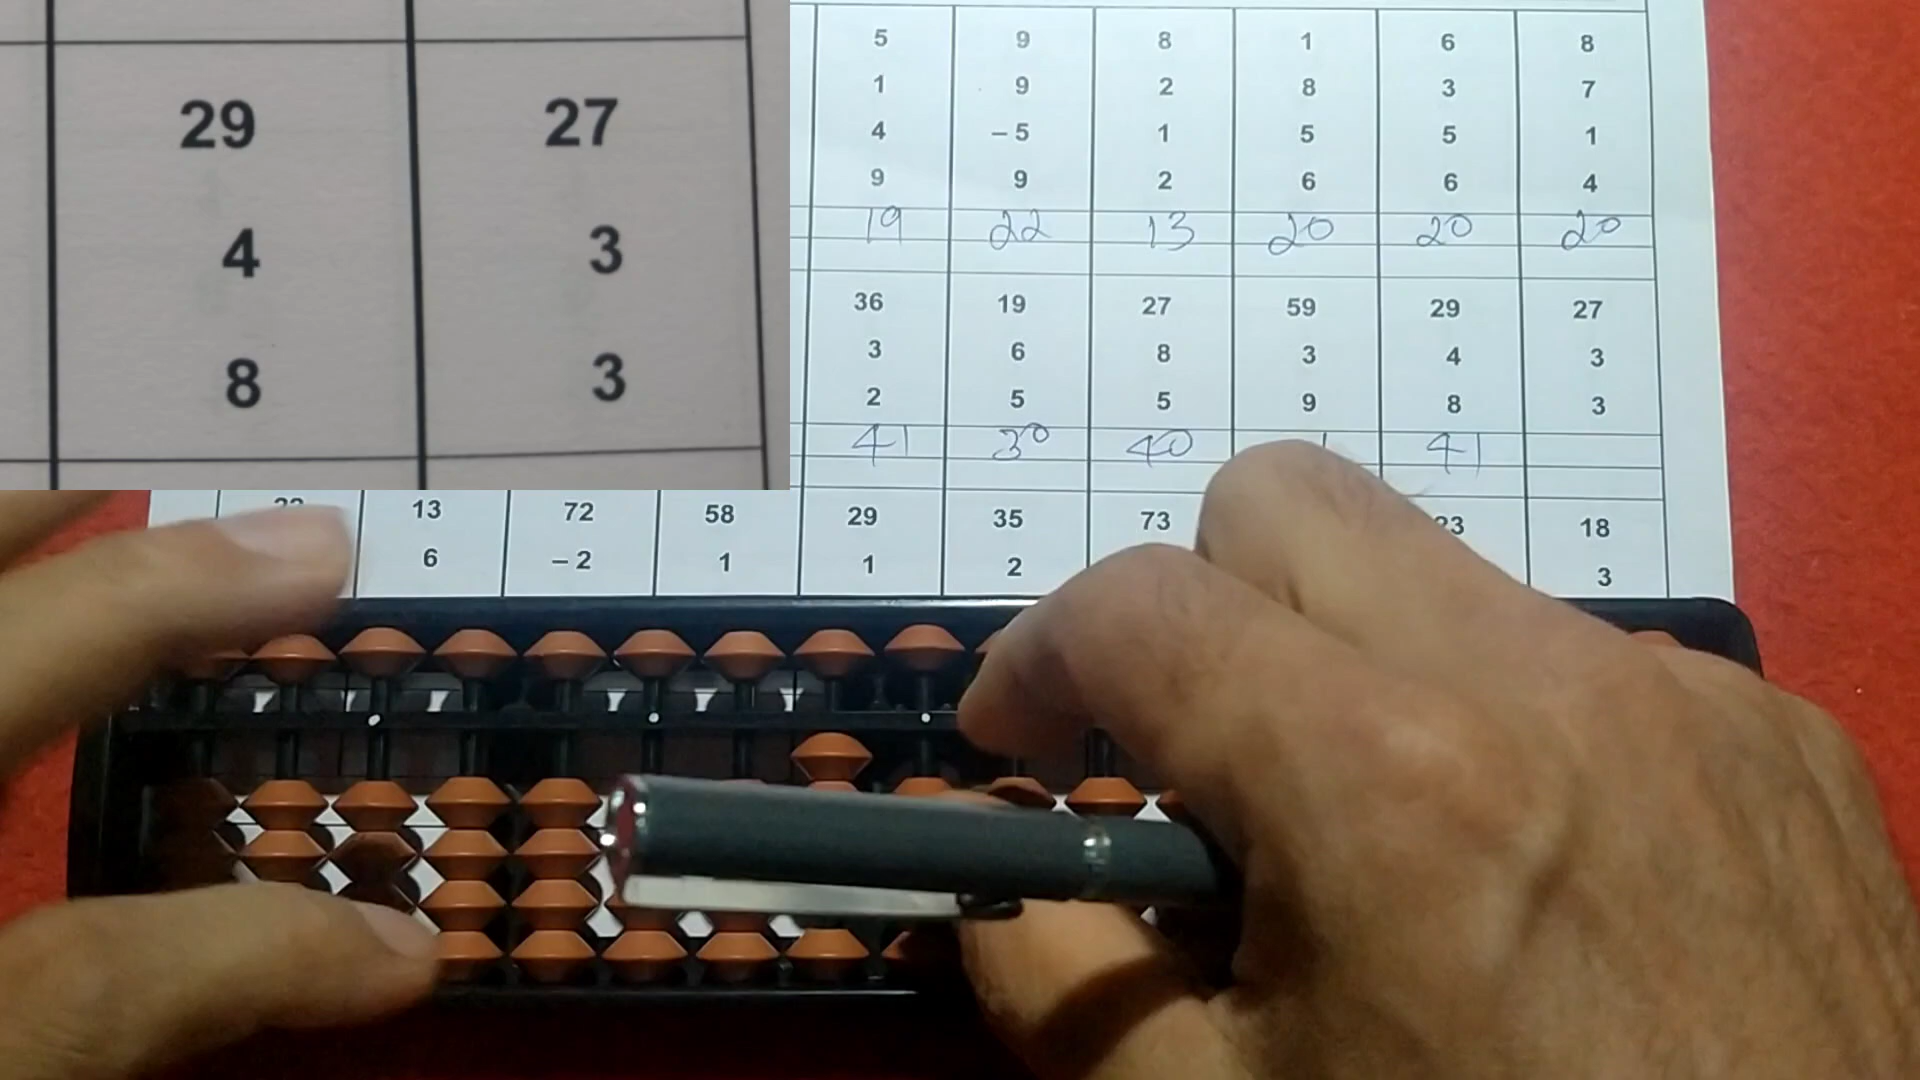 29 27
4 3
8 3
5 9 8 1 6 8
1 9 2 8 3 7
4 – 5 1 5 5 1
9 9 2 6 6 4
19 22 13 20 20 20
36 19 27 59 29 27
3 6 8 3 4 3
2 5 5 9 8 3
41 30 40 41
13 72 58 29 35 73 18
6 – 2 1 1 2 3